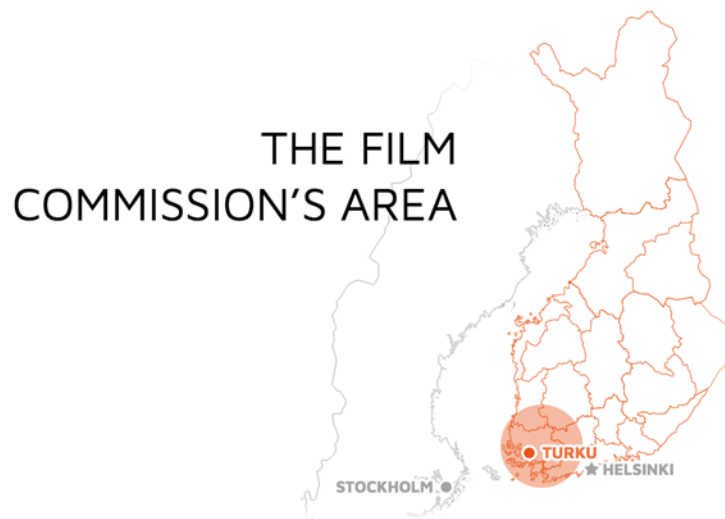 THE FILM
COMMISSION'S AREA
TURKU
HELSINKI
STOCKHOLM